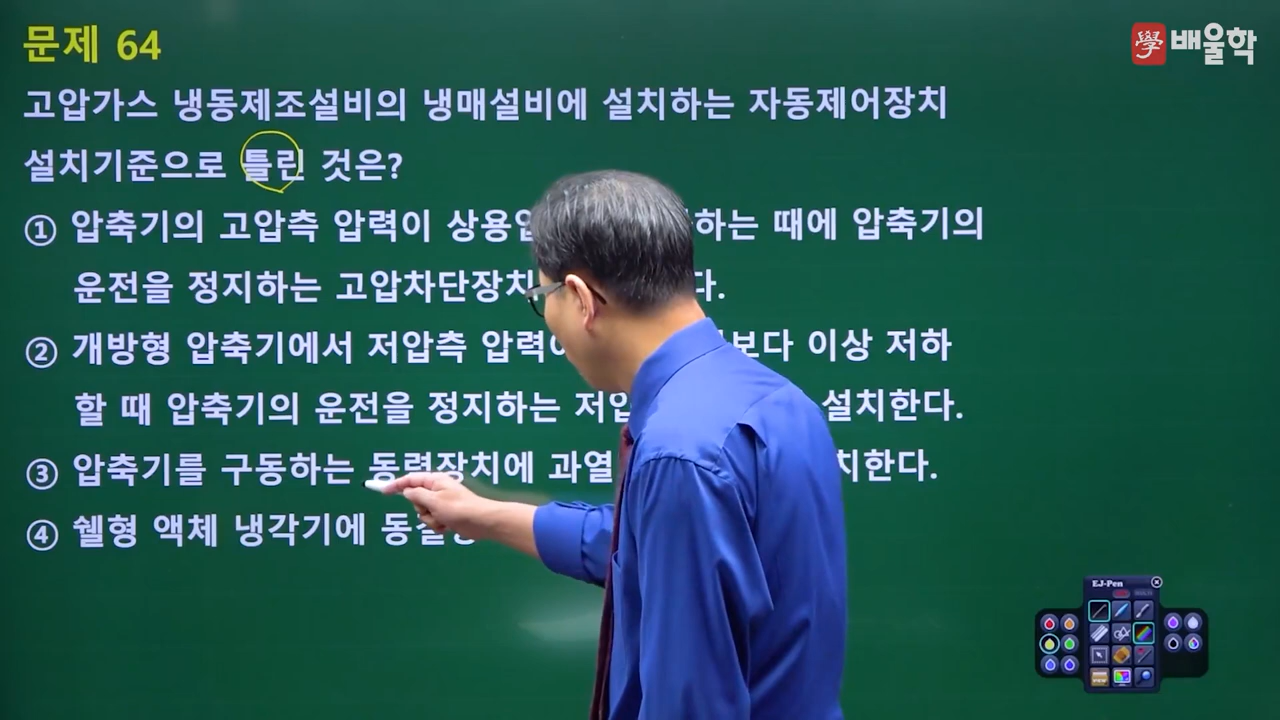 문제 64
學 배울학
고압가스 냉동제조설비의 냉매설비에 설치하는 자동제어장치
설치기준으로 틀린 것은?
① 압축기의 고압측 압력이 하는 때에 압축기의
운전을 정지하는 고압차단장치 다.
② 개방형 압축기에서 저압측 압력이 보다 이상 저하
할 때 압축기의 운전을 정지하는 설치한다.
③ 압축기를 구동하는 동력장치에 과열 치한다.
④ 쉘형 액체 냉각기에
EJ-Pen